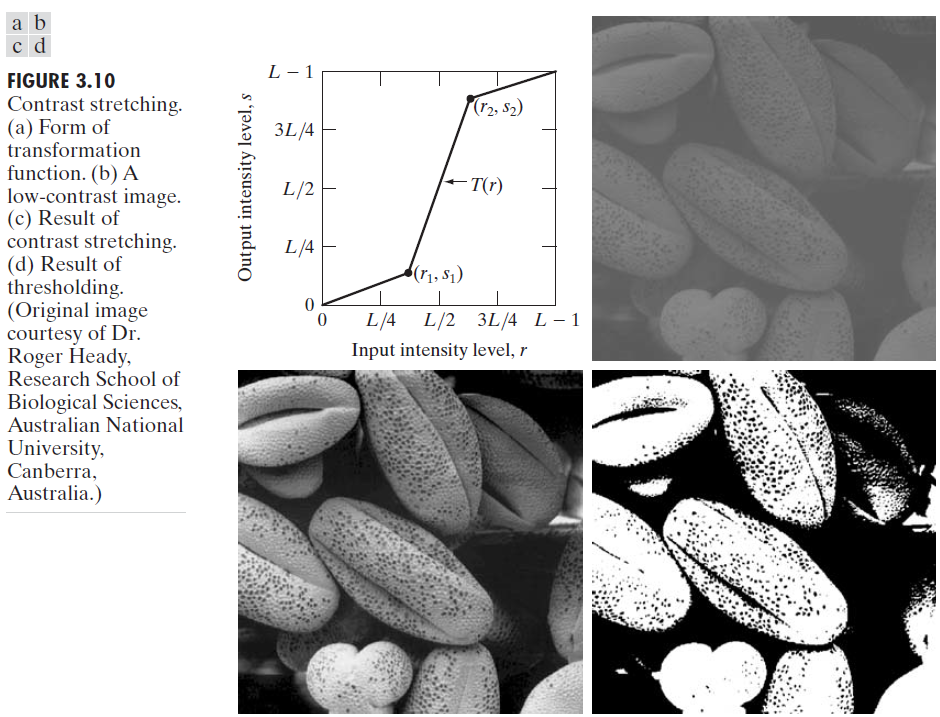 a b
c d
FIGURE 3.10
Contrast stretching.
(a) Form of
transformation
function. (b) A
low-contrast image.
(c) Result of
contrast stretching.
(d) Result of
thresholding.
(Original image
courtesy of Dr.
Roger Heady,
Research School of
Biological Sciences,
Australian National
University,
Canberra,
Australia.)
Output intensity level, s
L − 1
3L/4
L/2
L/4
0
(r₂, s₂)
T(r)
(r₁, s₁)
0 L/4 L/2 3L/4 L − 1
Input intensity level, r